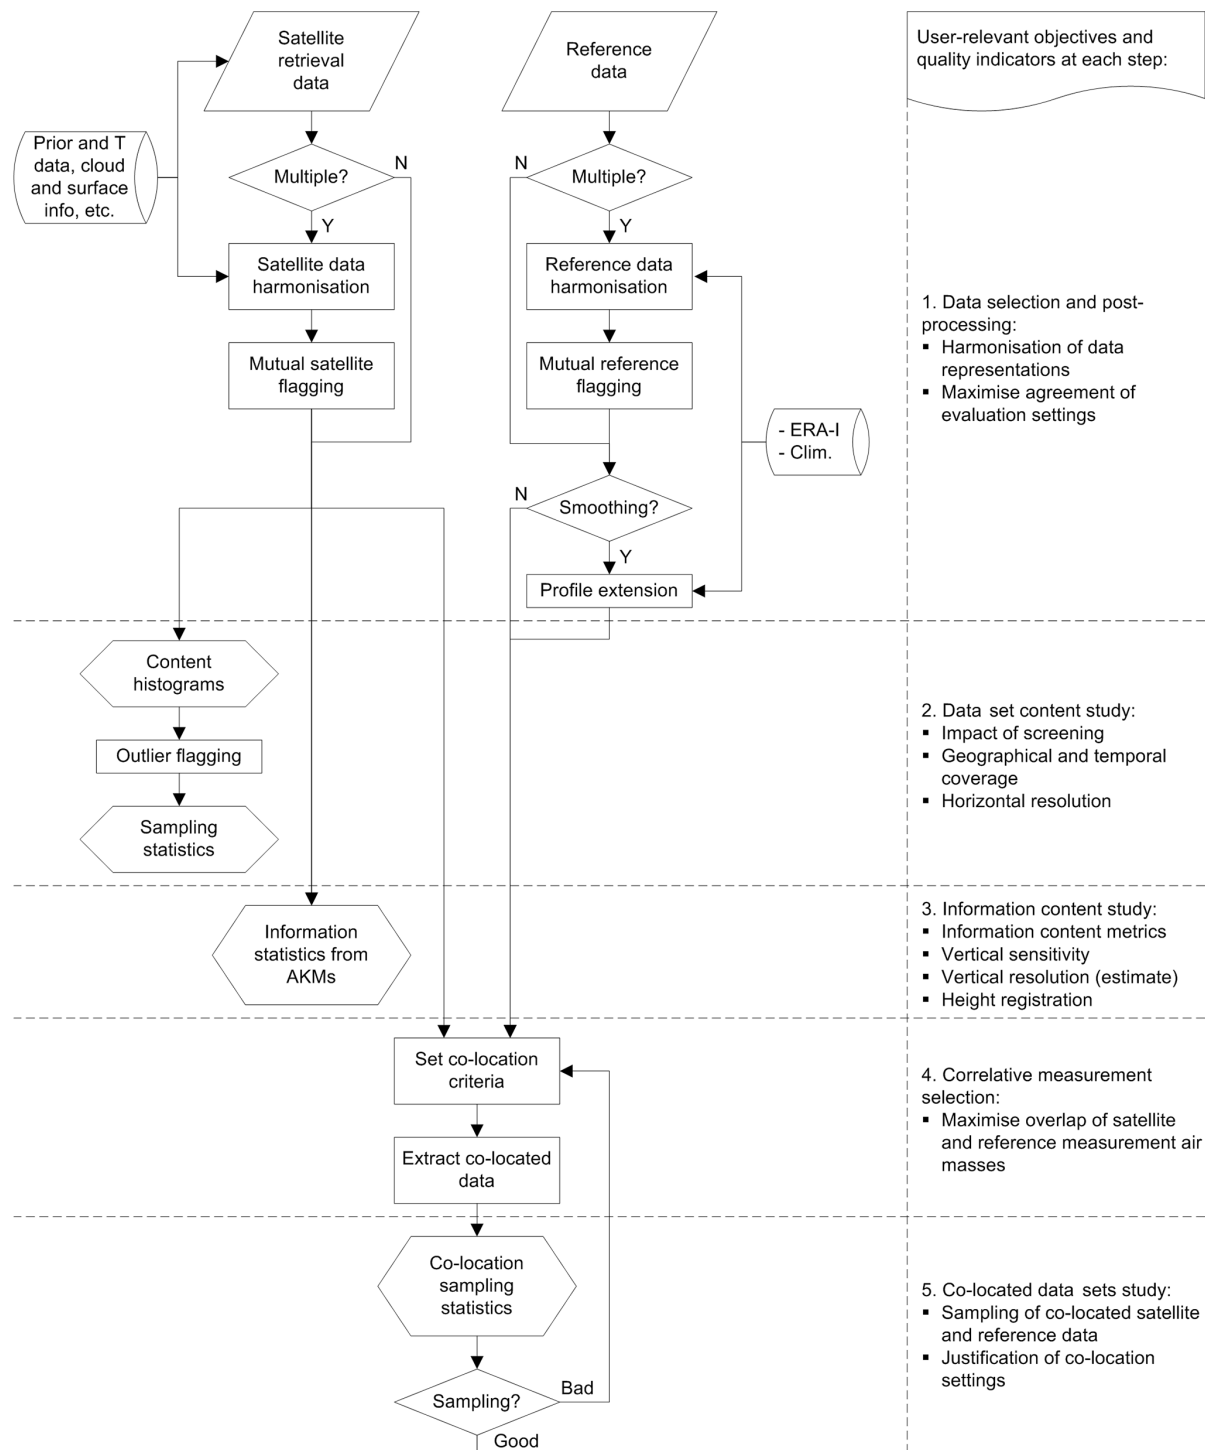 Satellite
retrieval
data
Reference
data
User-relevant objectives and
quality indicators at each step:
Prior and T
data, cloud
and surface
info, etc.
Multiple?
N
Y
N
Multiple?
Y
Satellite data
harmonisation
Reference data
harmonisation
Mutual satellite
flagging
Mutual reference
flagging
- ERA-I
- Clim.
N
Smoothing?
Y
Profile extension
1. Data selection and post-
processing:
▪ Harmonisation of data
representations
▪ Maximise agreement of
evaluation settings
Content
histograms
Outlier flagging
Sampling
statistics
2. Data set content study:
▪ Impact of screening
▪ Geographical and temporal
coverage
▪ Horizontal resolution
Information
statistics from
AKMs
3. Information content study:
▪ Information content metrics
▪ Vertical sensitivity
▪ Vertical resolution (estimate)
▪ Height registration
Set co-location
criteria
Extract co-located
data
4. Correlative measurement
selection:
▪ Maximise overlap of satellite
and reference measurement air
masses
Co-location
sampling
statistics
Sampling?
Bad
Good
5. Co-located data sets study:
▪ Sampling of co-located satellite
and reference data
▪ Justification of co-location
settings